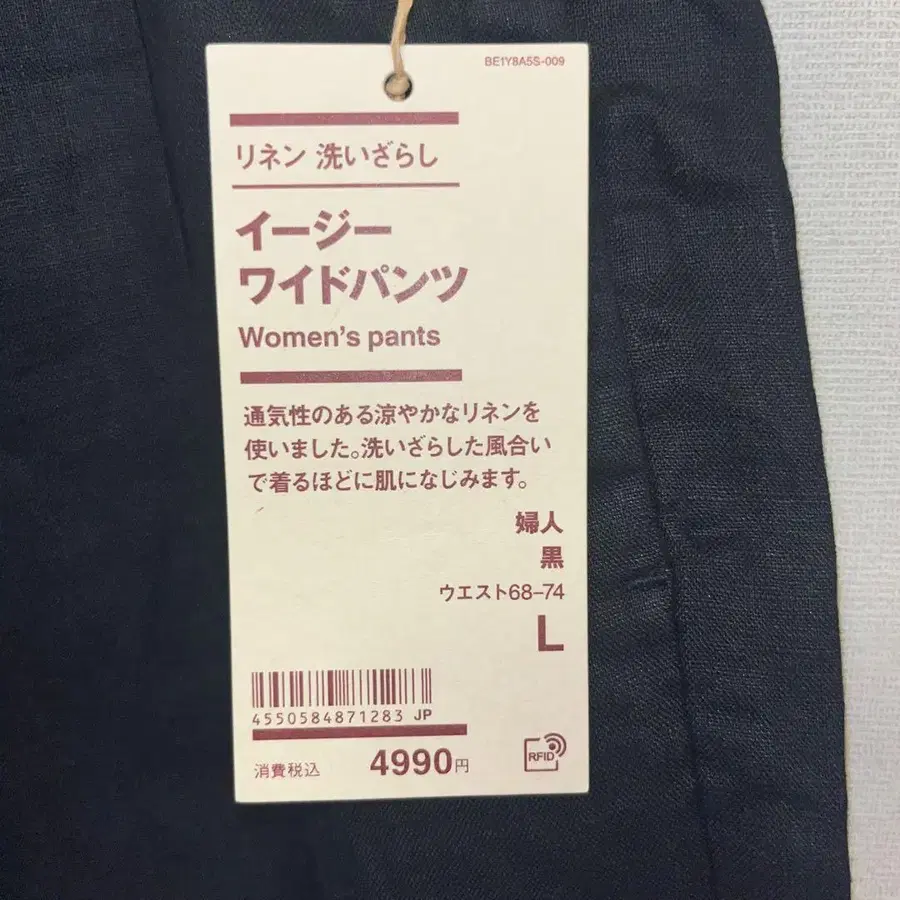 BE1Y8A5S-009
リネン 洗いざらし
イージー
ワイドパンツ
Women's pants
通気性のある涼やかなリネンを
使いました。洗いざらした風合い
で着るほどに肌になじみます。
婦人
黒
ウエスト68-74
L
4550584871283 JP
消費税込 4990円
RFID